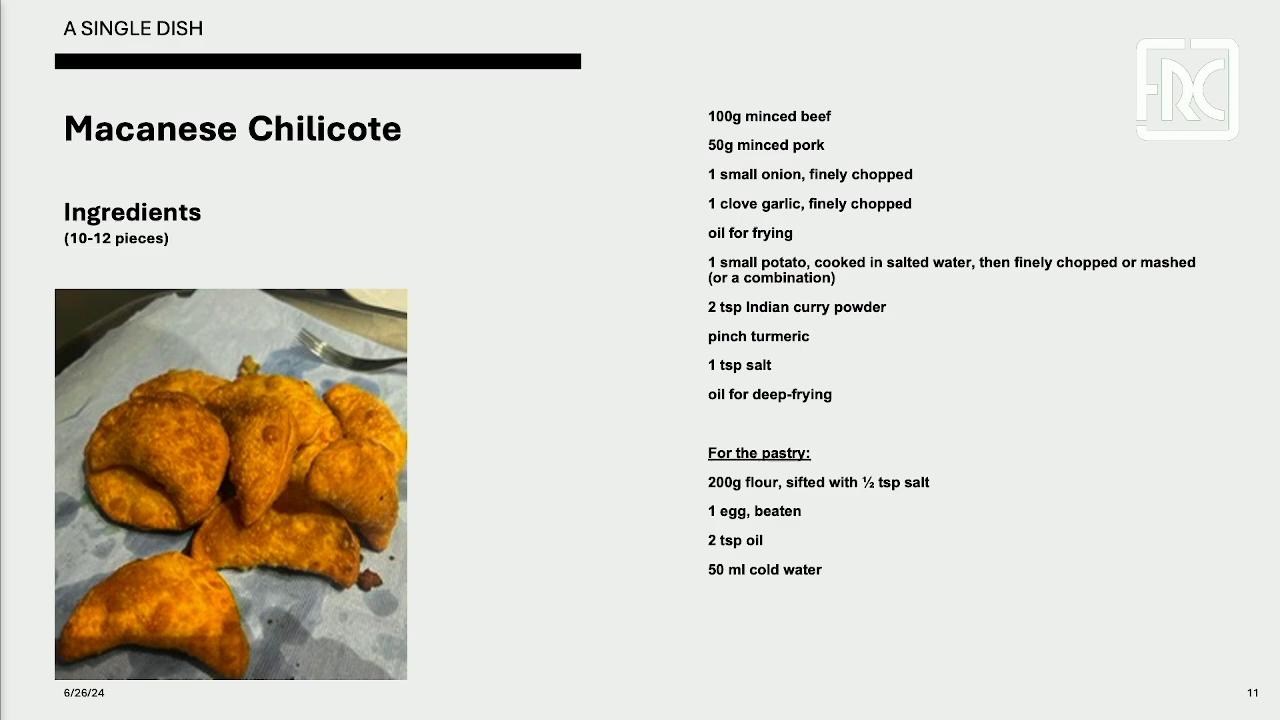 A SINGLE DISH
FRC
Macanese Chilicote
Ingredients
(10-12 pieces)
100g minced beef
50g minced pork
1 small onion, finely chopped
1 clove garlic, finely chopped
oil for frying
1 small potato, cooked in salted water, then finely chopped or mashed
(or a combination)
2 tsp Indian curry powder
pinch turmeric
1 tsp salt
oil for deep-frying
For the pastry:
200g flour, sifted with ½ tsp salt
1 egg, beaten
2 tsp oil
50 ml cold water
6/26/24
11